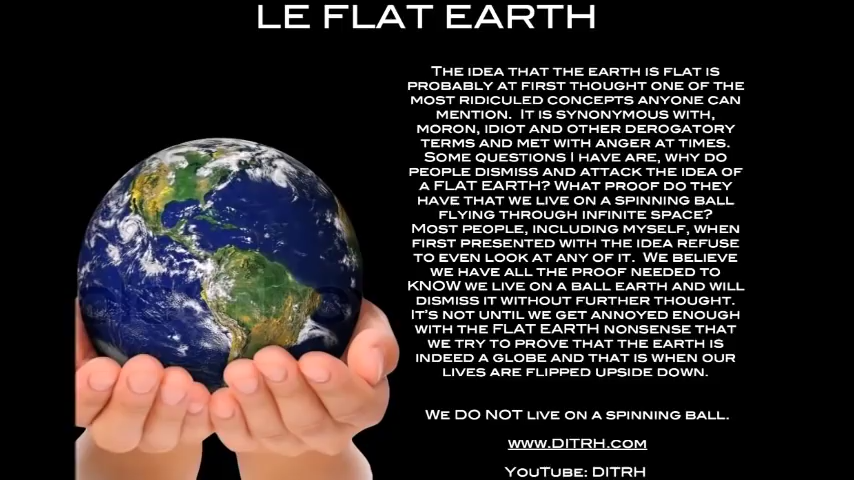 LE FLAT EARTH
THE IDEA THAT THE EARTH IS FLAT IS
PROBABLY AT FIRST THOUGHT ONE OF THE
MOST RIDICULED CONCEPTS ANYONE CAN
MENTION. IT IS SYNONYMOUS WITH,
MORON, IDIOT AND OTHER DEROGATORY
TERMS AND MET WITH ANGER AT TIMES.
SOME QUESTIONS I HAVE ARE, WHY DO
PEOPLE DISMISS AND ATTACK THE IDEA OF
A FLAT EARTH? WHAT PROOF DO THEY
HAVE THAT WE LIVE ON A SPINNING BALL
FLYING THROUGH INFINITE SPACE?
MOST PEOPLE, INCLUDING MYSELF, WHEN
FIRST PRESENTED WITH THE IDEA REFUSE
TO EVEN LOOK AT ANY OF IT. WE BELIEVE
WE HAVE ALL THE PROOF NEEDED TO
KNOW WE LIVE ON A BALL EARTH AND WILL
DISMISS IT WITHOUT FURTHER THOUGHT.
IT'S NOT UNTIL WE GET ANNOYED ENOUGH
WITH THE FLAT EARTH NONSENSE THAT
WE TRY TO PROVE THAT THE EARTH IS
INDEED A GLOBE AND THAT IS WHEN OUR
LIVES ARE FLIPPED UPSIDE DOWN.
WE DO NOT LIVE ON A SPINNING BALL.
WWW.DITRH.COM
YOUTUBE: DITRH